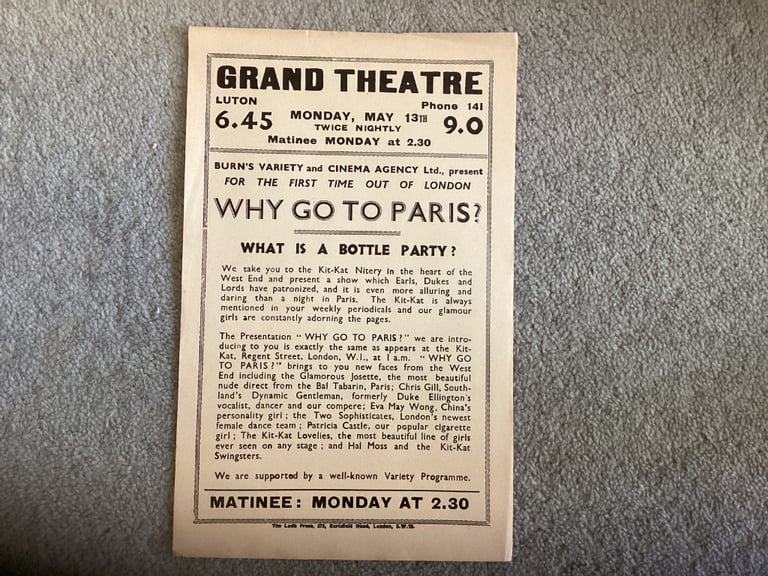 GRAND THEATRE
LUTON
Phone 141
6.45 MONDAY, MAY 13TH 9.0
TWICE NIGHTLY
Matinee MONDAY at 2.30
BURN'S VARIETY and CINEMA AGENCY Ltd., present
FOR THE FIRST TIME OUT OF LONDON
WHY GO TO PARIS?
WHAT IS A BOTTLE PARTY?
We take you to the Kit-Kat Nitery in the heart of the
West End and present a show which Earls, Dukes and
Lords have patronized, and it is even more alluring and
daring than a night in Paris. The Kit-Kat is always
mentioned in your weekly periodicals and our glamour
girls are constantly adorning the pages.
The Presentation "WHY GO TO PARIS?" we are intro-
ducing to you is exactly the same as appears at the Kit-
Kat, Regent Street, London, W.1., at 1 a.m. "WHY GO
TO PARIS?" brings to you new faces from the West
End including the Glamorous Josette, the most beautiful
nude direct from the Bal Tabarin, Paris; Chris Gill, South-
land's Dynamic Gentleman, formerly Duke Ellington's
vocalist, dancer and our compere; Eva May Wong, China's
personality girl; the Two Sophisticates, London's newest
female dance team; Patricia Castle, our popular cigarette
girl; The Kit-Kat Lovelies, the most beautiful line of girls
ever seen on any stage; and Hal Moss and the Kit-Kat
Swingsters.
We are supported by a well-known Variety Programme.
MATINEE: MONDAY AT 2.30
The Press, Road, London, S.W.